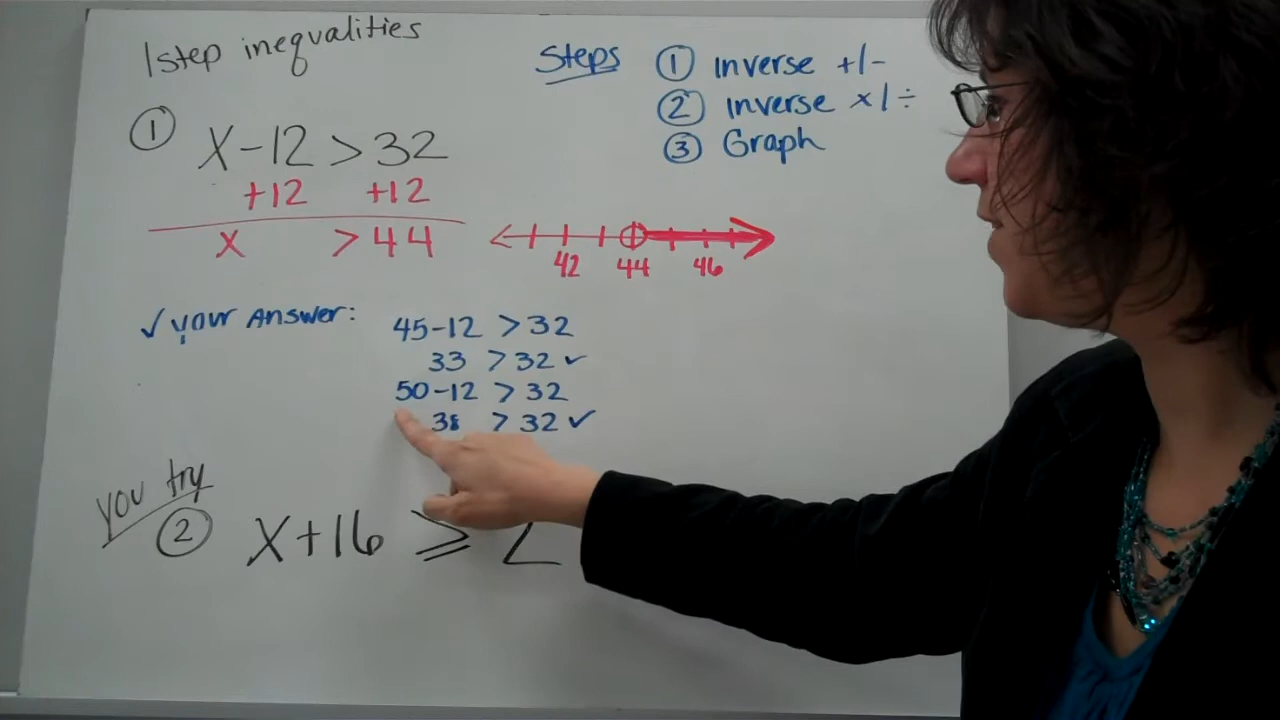 1step inequalities
Steps ① inverse +/-
② inverse ×/÷
③ Graph
① X-12>32
+12 +12
x >44
42 44 46
✓ your Answer: 45-12 >32
33 >32 ✓
50-12 >32
38 >32 ✓
you try
② X+16 ≥